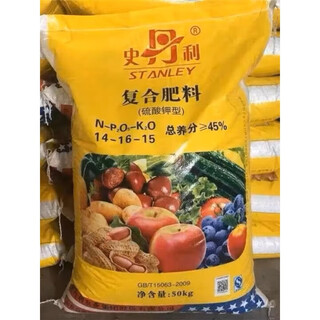 史丹利®
STANLEY
复合肥料
(硫酸钾型)
N-P₂O₅-K₂O
14-16-15
总养分≥45%
GB/T15063-2009
净含量:50kg